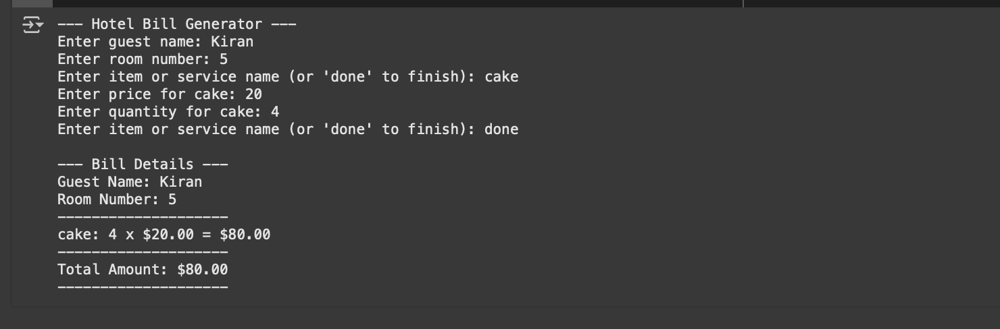 --- Hotel Bill Generator ---
Enter guest name: Kiran
Enter room number: 5
Enter item or service name (or 'done' to finish): cake
Enter price for cake: 20
Enter quantity for cake: 4
Enter item or service name (or 'done' to finish): done
--- Bill Details ---
Guest Name: Kiran
Room Number: 5
--------------------
cake: 4 x $20.00 = $80.00
--------------------
Total Amount: $80.00
--------------------